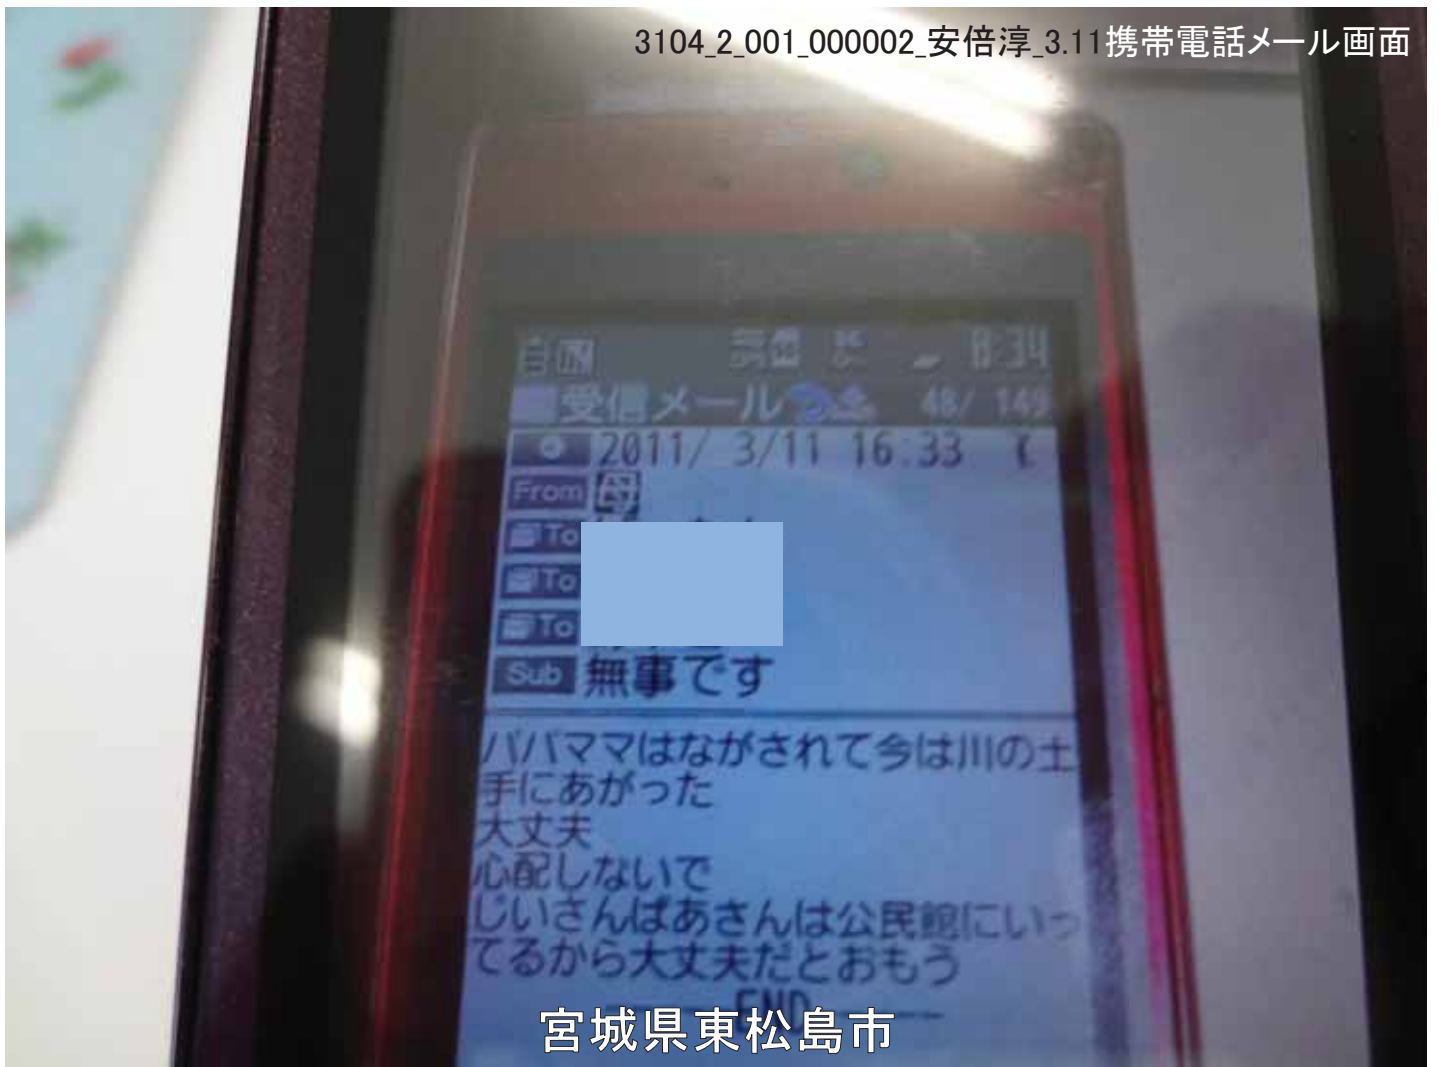 3104_2_001_000002_安倍淳_3.11携帯電話メール画面
8:34
受信メール 48/ 149
2011/ 3/11 16:33
From 母
To
To
To
Sub 無事です
パパママはながされて今は川の土
手にあがった
大丈夫
心配しないで
じいさんばあさんは公民館にいっ
てるから大丈夫だとおもう
END
宮城県東松島市